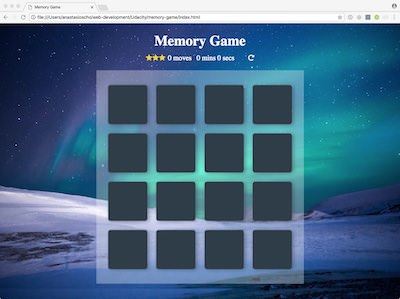 Memory Game
file:///Users/anastasioscho/web-development/Udacity/memory-game/index.html
Memory Game
0 moves 0 mins 0 secs